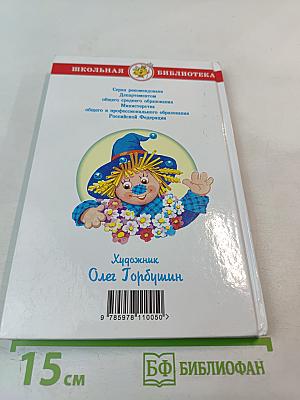 ШКОЛЬНАЯ БИБЛИОТЕКА
Серия рекомендована
Департаментом
общего среднего образования
Министерства
общего и профессионального образования
Российской Федерации
Художник
Олег Горбушин
9 785978 110050 >
15 см
БФ БИБЛИОФАН